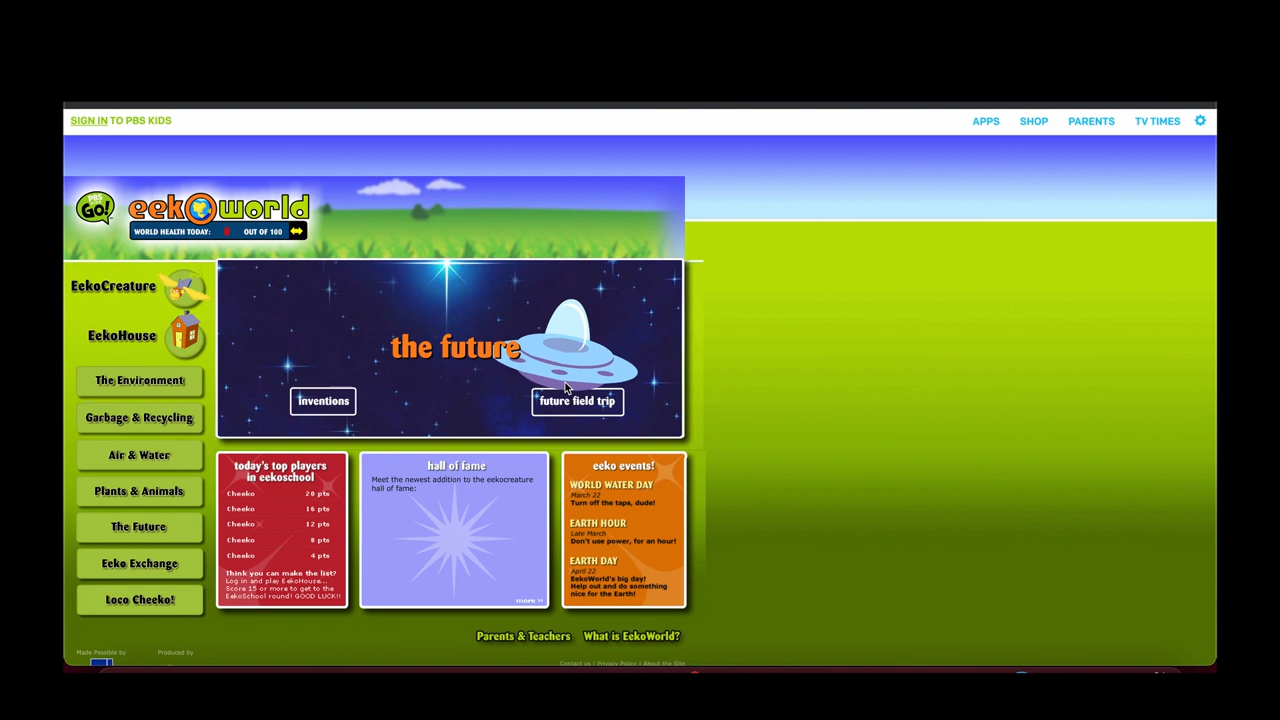 SIGN IN TO PBS KIDS
APPS SHOP PARENTS TV TIMES
PBS
GO!
eekoworld
WORLD HEALTH TODAY: OUT OF 100
EekoCreature
EekoHouse
The Environment
Garbage & Recycling
Air & Water
Plants & Animals
The Future
Eeko Exchange
Loco Cheeko!
the future
inventions
future field trip
today's top players
in eekoschool
Cheeko 20 pts
Cheeko 16 pts
Cheeko 12 pts
Cheeko 8 pts
Cheeko 4 pts
Think you can make the list?
Log in and play EekoHouse...
Score 15 or more to get to the
EekoSchool round! GOOD LUCK!!
hall of fame
Meet the newest addition to the eekocreature
hall of fame:
more >>
eeko events!
WORLD WATER DAY
March 22
Turn off the taps, dude!
EARTH HOUR
Late March
Don't use power, for an hour!
EARTH DAY
April 22
EekoWorld's big day!
Help out and do something
nice for the Earth!
Parents & Teachers What is EekoWorld?
Made Possible by Produced by
Contact us | Privacy Policy | About the Site